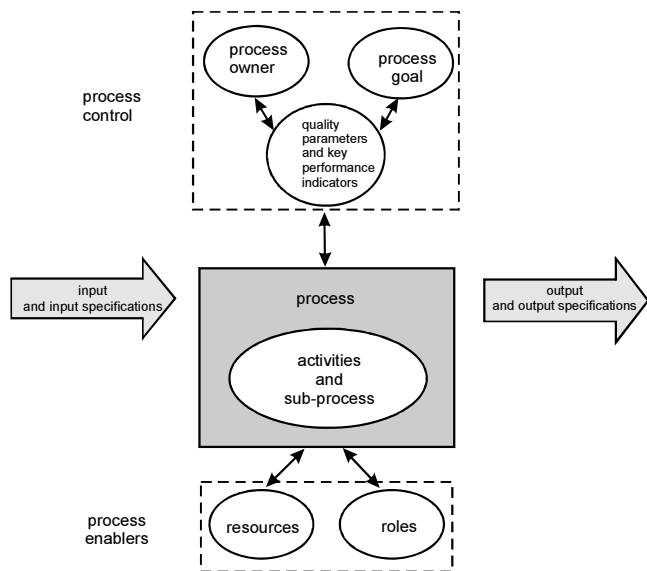 process
owner
process
goal
process
control
quality
parameters
and key
performance
indicators
input
and input specifications
process
output
and output specifications
activities
and
sub-process
process
enablers
resources
roles